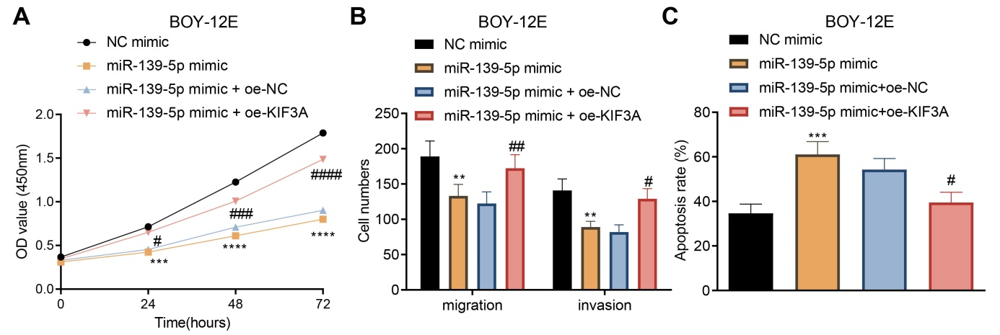 A
BOY-12E
NC mimic
miR-139-5p mimic
miR-139-5p mimic + oe-NC
miR-139-5p mimic + oe-KIF3A
OD value (450nm)
2.0
1.5
1.0
0.5
0.0
#
***
###
****
####
****
0
24
48
72
Time(hours)
B
BOY-12E
NC mimic
miR-139-5p mimic
miR-139-5p mimic + oe-NC
miR-139-5p mimic + oe-KIF3A
Cell numbers
250
200
150
100
50
0
**
##
**
#
migration
invasion
C
BOY-12E
NC mimic
miR-139-5p mimic
miR-139-5p mimic+oe-NC
miR-139-5p mimic+oe-KIF3A
Apoptosis rate (%)
80
60
40
20
0
***
#